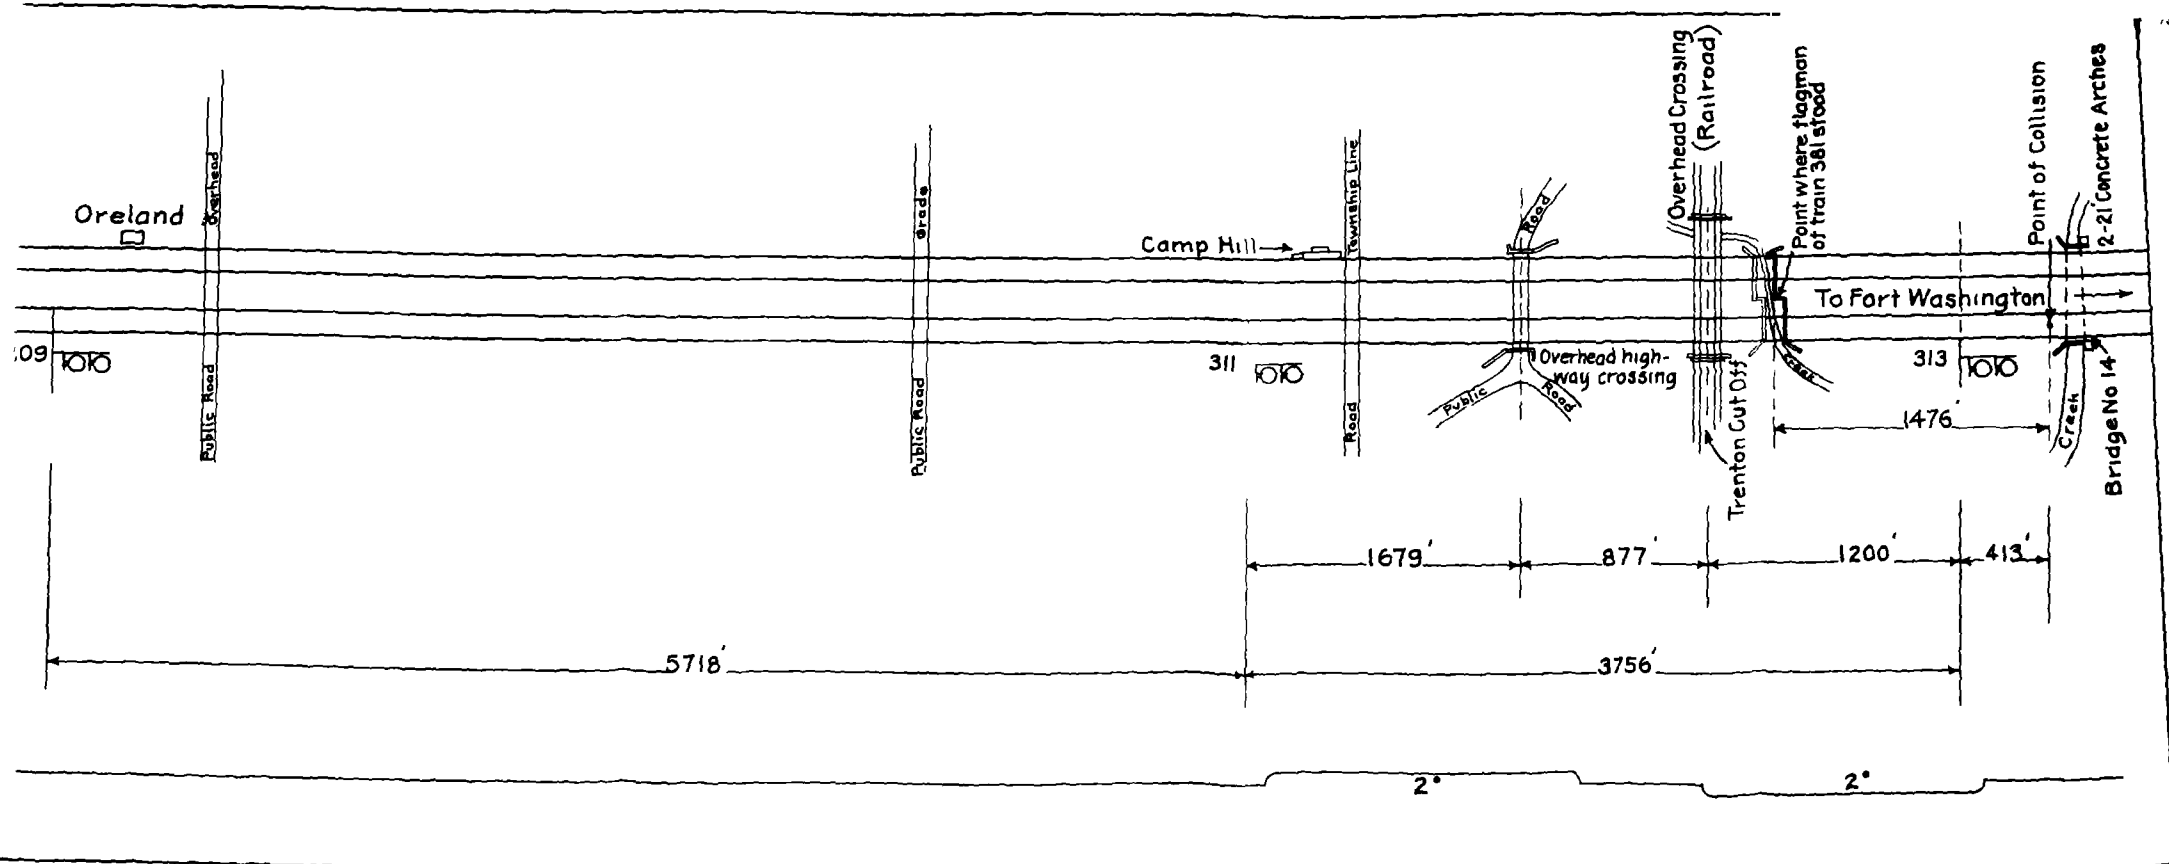 Oreland
Overhead
Public Road
Grade
Public Road
Camp Hill
Township Line
Road
Road
Overhead high-
way crossing
Public
Road
Overhead Crossing
(Railroad)
Trenton Cut Off
Point where flagman
of train 381 stood
Creek
To Fort Washington
Point of Collision
2-21' Concrete Arches
Creek
Bridge No 14
09
311
313
1476'
1679'
877'
1200'
413'
5718'
3756'
2°
2°